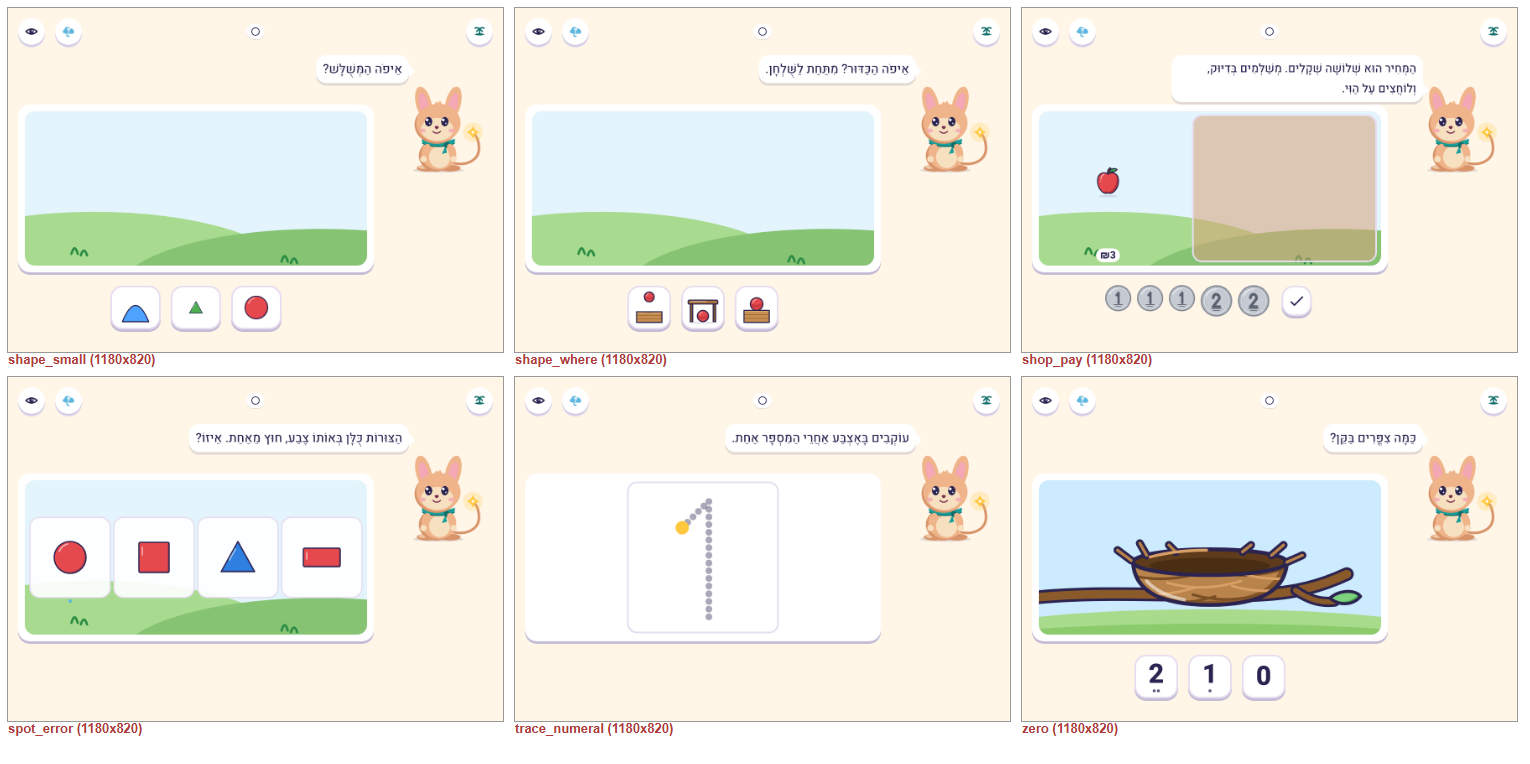 אֵיפֹה הַמְּשֻׁלָּשׁ?
shape_small (1180x820)
אֵיפֹה הַכַּדּוּר? מִתַּחַת לַשֻּׁלְחָן.
shape_where (1180x820)
הַמְּחִיר הוּא שְׁלוֹשָׁה שְׁקָלִים. מְשַׁלְּמִים בְּדִיּוּק,
וְלוֹחֲצִים עַל הַוִּי.
₪3
1 1 1 2 2
shop_pay (1180x820)
הַצּוּרוֹת כֻּלָּן בְּאוֹתוֹ צֶבַע, חוּץ מֵאַחַת. אֵיזוֹ?
spot_error (1180x820)
עוֹקְבִים בָּאֶצְבַּע אַחֲרֵי הַמִּסְפָּר אַחַת.
1
trace_numeral (1180x820)
כַּמָּה צִפֳּרִים בַּקֵּן?
2 1 0
zero (1180x820)